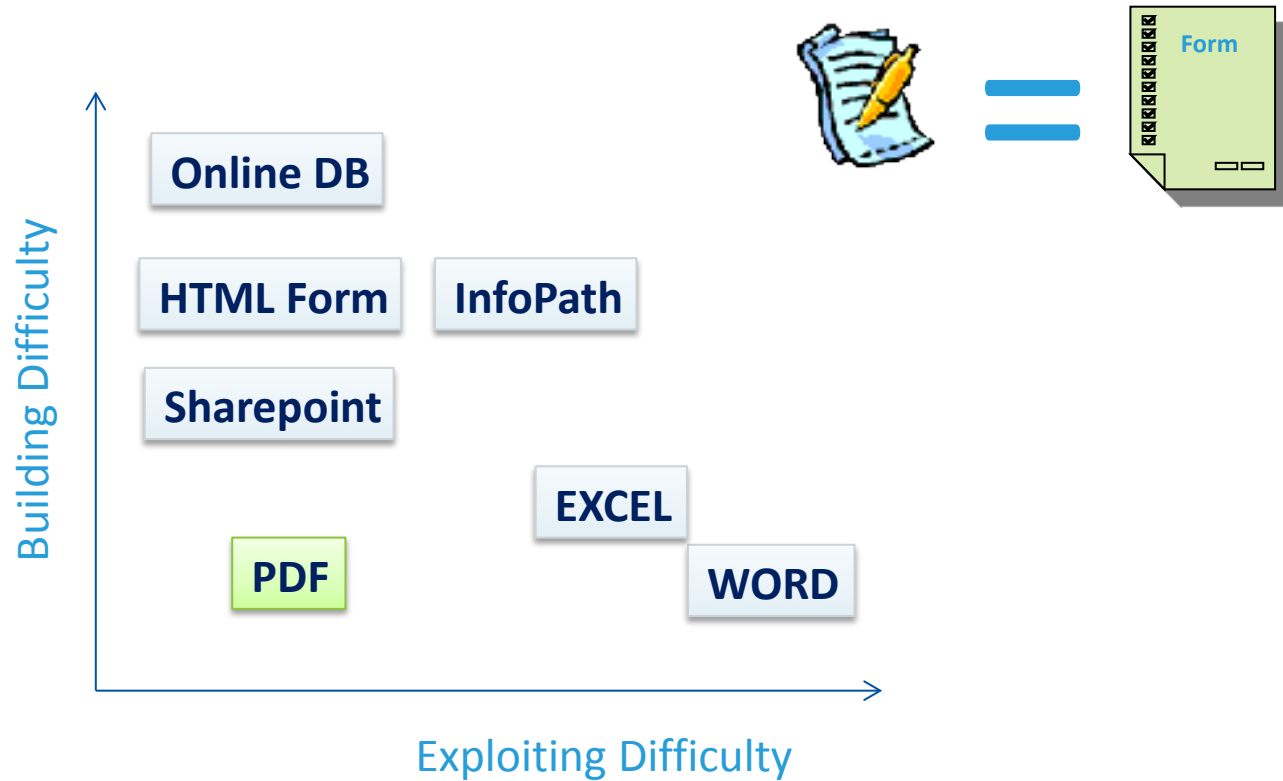 Form
Online DB
HTML Form
InfoPath
Sharepoint
EXCEL
PDF
WORD
Building Difficulty
Exploiting Difficulty